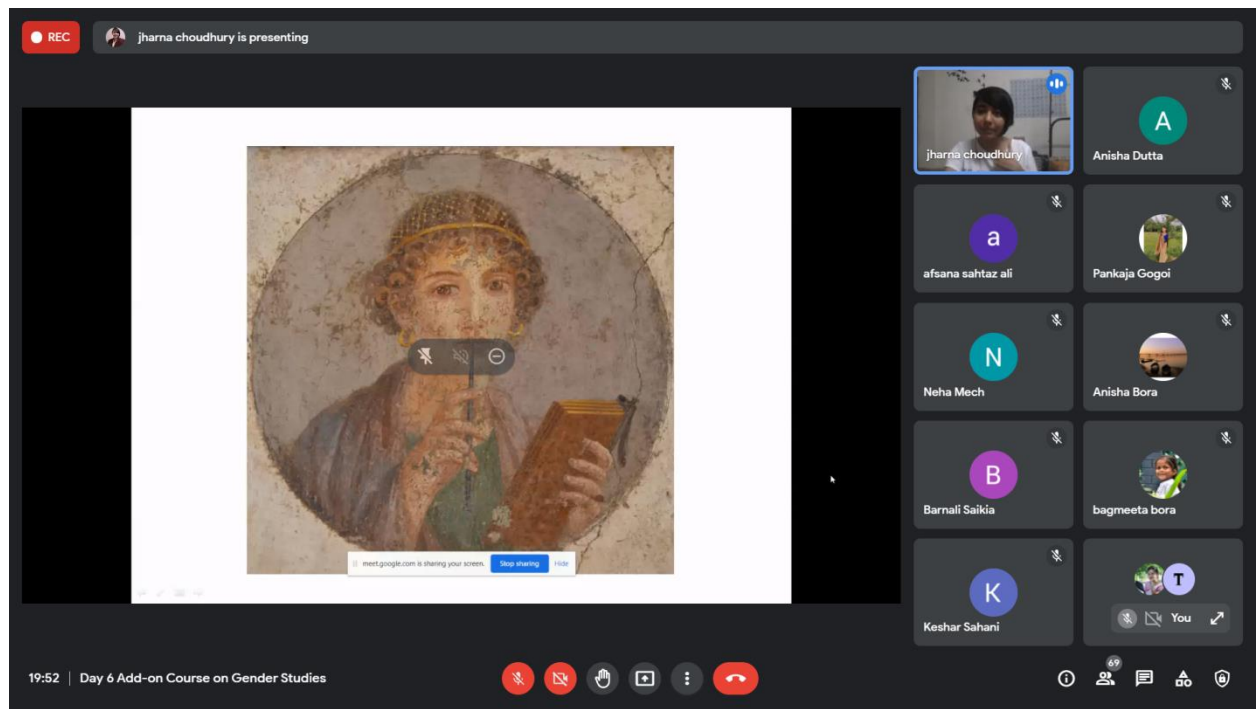 REC
jharna choudhury is presenting
jharna choudhury
A
Anisha Dutta
a
afsana sahtaz ali
Pankaja Gogoi
N
Neha Mech
Anisha Bora
B
Barnali Saikia
bagmeeta bora
K
Keshar Sahani
T
You
meet.google.com is sharing your screen.
Stop sharing
Hide
19:52 | Day 6 Add-on Course on Gender Studies
69